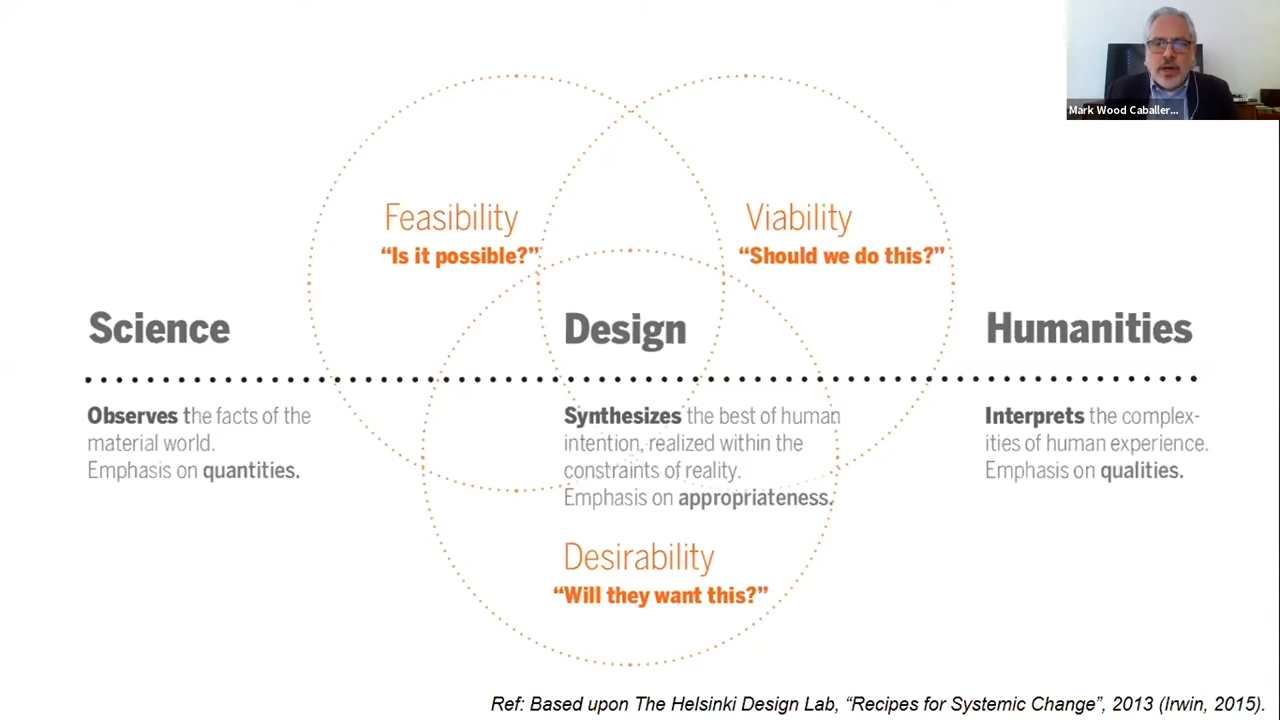 Mark Wood Caballer...
Feasibility
“Is it possible?”
Viability
“Should we do this?”
Science
Design
Humanities
Observes the facts of the
material world.
Emphasis on quantities.
Synthesizes the best of human
intention, realized within the
constraints of reality.
Emphasis on appropriateness.
Interprets the complex-
ities of human experience.
Emphasis on qualities.
Desirability
“Will they want this?”
Ref: Based upon The Helsinki Design Lab, “Recipes for Systemic Change”, 2013 (Irwin, 2015).